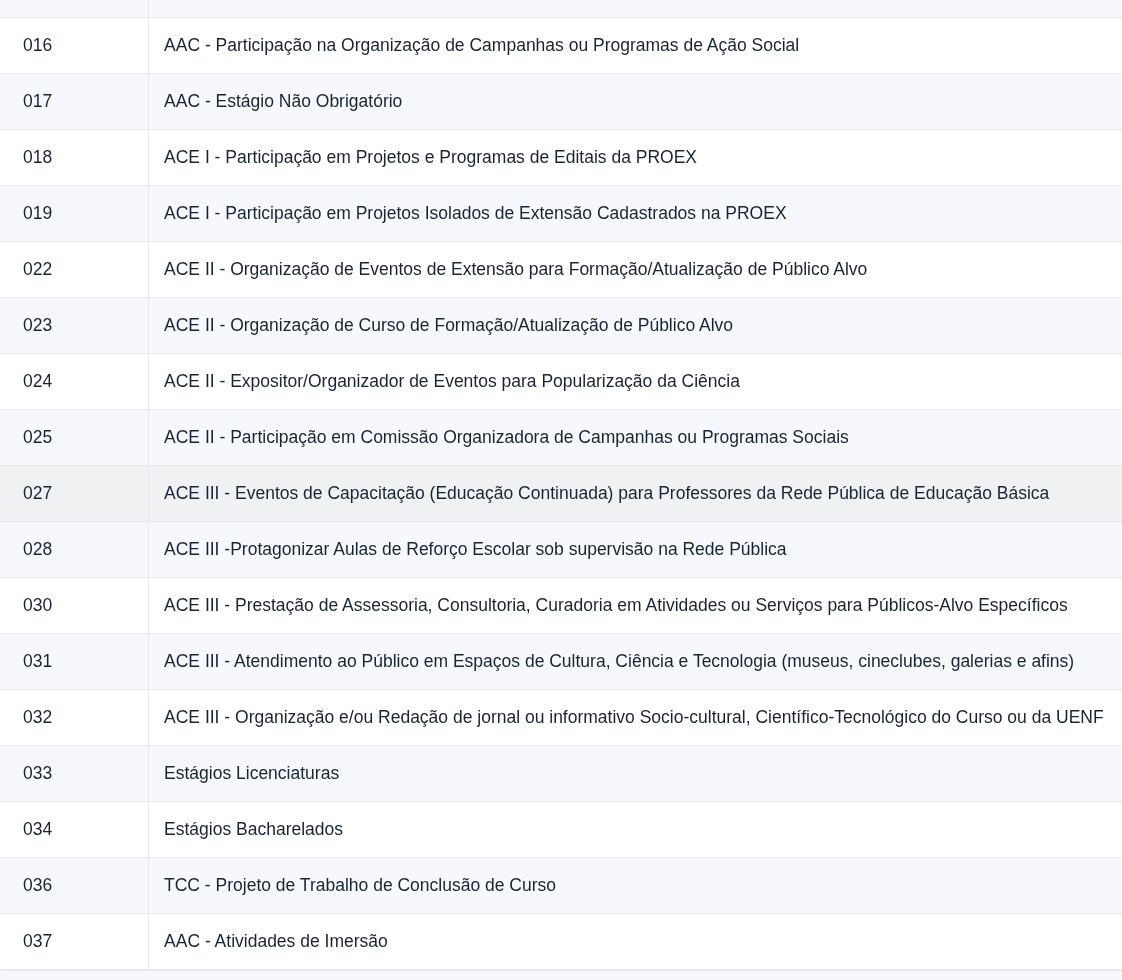 016 AAC - Participação na Organização de Campanhas ou Programas de Ação Social
017 AAC - Estágio Não Obrigatório
018 ACE I - Participação em Projetos e Programas de Editais da PROEX
019 ACE I - Participação em Projetos Isolados de Extensão Cadastrados na PROEX
022 ACE II - Organização de Eventos de Extensão para Formação/Atualização de Público Alvo
023 ACE II - Organização de Curso de Formação/Atualização de Público Alvo
024 ACE II - Expositor/Organizador de Eventos para Popularização da Ciência
025 ACE II - Participação em Comissão Organizadora de Campanhas ou Programas Sociais
027 ACE III - Eventos de Capacitação (Educação Continuada) para Professores da Rede Pública de Educação Básica
028 ACE III -Protagonizar Aulas de Reforço Escolar sob supervisão na Rede Pública
030 ACE III - Prestação de Assessoria, Consultoria, Curadoria em Atividades ou Serviços para Públicos-Alvo Específicos
031 ACE III - Atendimento ao Público em Espaços de Cultura, Ciência e Tecnologia (museus, cineclubes, galerias e afins)
032 ACE III - Organização e/ou Redação de jornal ou informativo Socio-cultural, Científico-Tecnológico do Curso ou da UENF
033 Estágios Licenciaturas
034 Estágios Bacharelados
036 TCC - Projeto de Trabalho de Conclusão de Curso
037 AAC - Atividades de Imersão